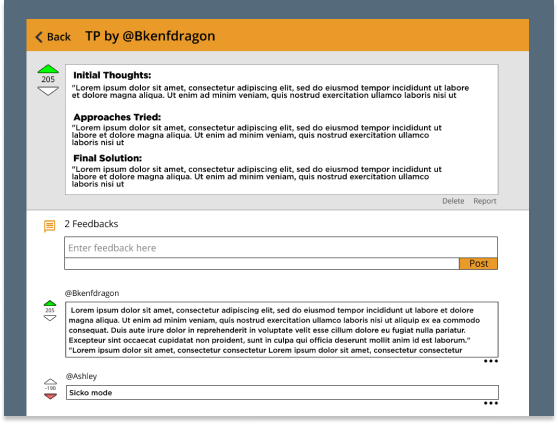 Back TP by @Bkenfdragon
205
Initial Thoughts:
"Lorem ipsum dolor sit amet, consectetur adipiscing elit, sed do eiusmod tempor incididunt ut labore
et dolore magna aliqua. Ut enim ad minim veniam, quis nostrud exercitation ullamco laboris nisi ut
Approaches Tried:
"Lorem ipsum dolor sit amet, consectetur adipiscing elit, sed do eiusmod tempor incididunt ut
labore et dolore magna aliqua. Ut enim ad minim veniam, quis nostrud exercitation ullamco
laboris nisi ut
Final Solution:
"Lorem ipsum dolor sit amet, consectetur adipiscing elit, sed do eiusmod tempor incididunt ut
labore et dolore magna aliqua. Ut enim ad minim veniam, quis nostrud exercitation ullamco
laboris nisi ut
Delete Report
2 Feedbacks
Enter feedback here
Post
@Bkenfdragon
205
Lorem ipsum dolor sit amet, consectetur adipiscing elit, sed do eiusmod tempor incididunt ut labore et dolore
magna aliqua. Ut enim ad minim veniam, quis nostrud exercitation ullamco laboris nisi ut aliquip ex ea commodo
consequat. Duis aute irure dolor in reprehenderit in voluptate velit esse cillum dolore eu fugiat nulla pariatur.
Excepteur sint occaecat cupidatat non proident, sunt in culpa qui officia deserunt mollit anim id est laborum."
"Lorem ipsum dolor sit amet, consectetur consectetur Lorem ipsum dolor sit amet, consectetur consectetur
@Ashley
-190
Sicko mode